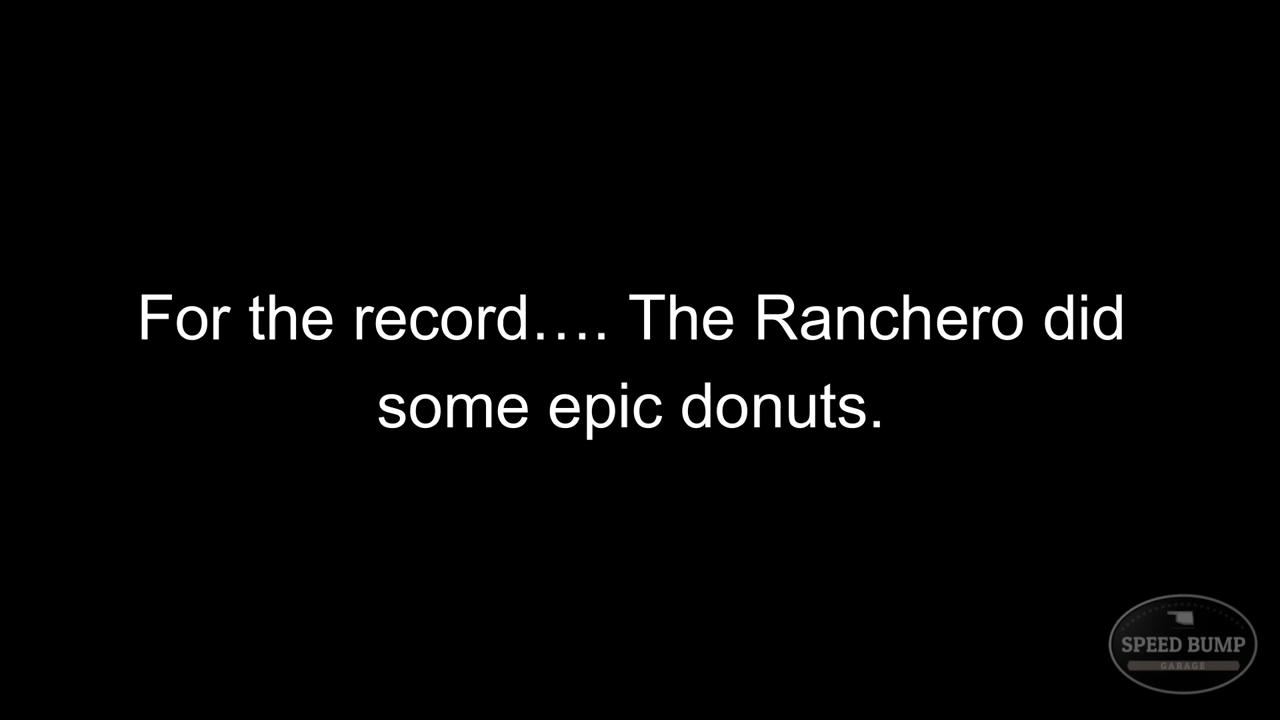 For the record…. The Ranchero did
some epic donuts.
SPEED BUMP
GARAGE